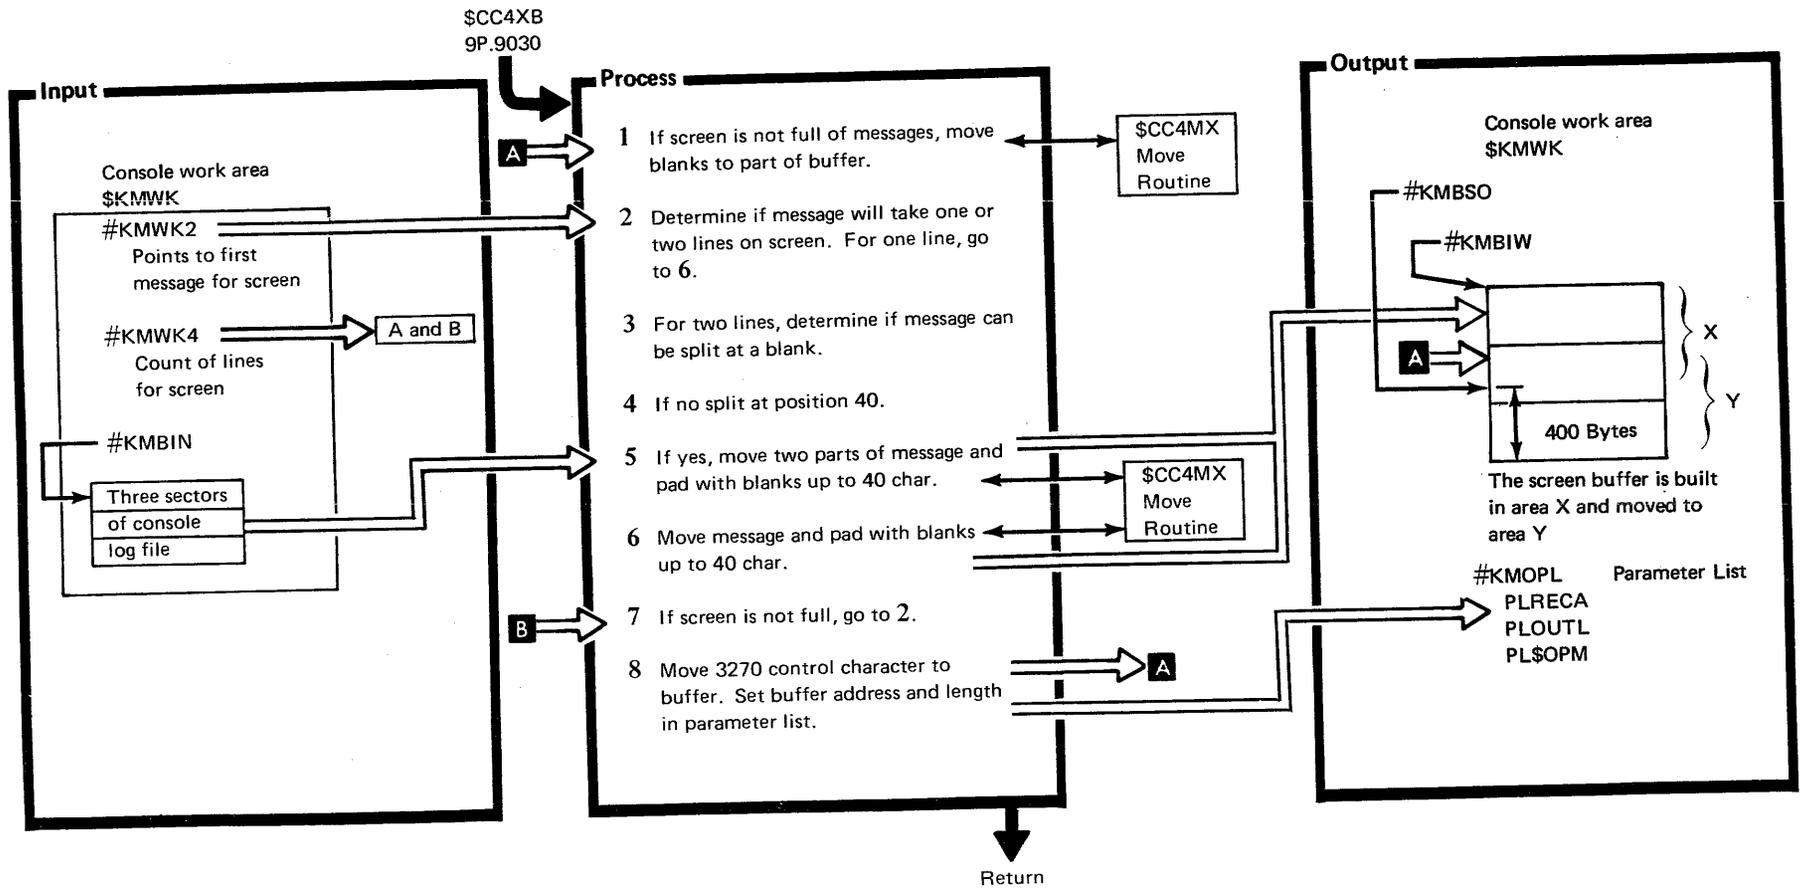 $CC4XB
9P.9030
Input
Console work area
$KMWK
#KMWK2
Points to first
message for screen
#KMWK4
A and B
Count of lines
for screen
#KMBIN
Three sectors
of console
log file
Process
A
1 If screen is not full of messages, move
blanks to part of buffer.
2 Determine if message will take one or
two lines on screen. For one line, go
to 6.
3 For two lines, determine if message can
be split at a blank.
4 If no split at position 40.
5 If yes, move two parts of message and
pad with blanks up to 40 char.
6 Move message and pad with blanks
up to 40 char.
B
7 If screen is not full, go to 2.
8 Move 3270 control character to
buffer. Set buffer address and length
in parameter list.
A
Return
$CC4MX
Move
Routine
$CC4MX
Move
Routine
Output
Console work area
$KMWK
#KMBSO
#KMBIW
X
A
Y
400 Bytes
The screen buffer is built
in area X and moved to
area Y
#KMOPL Parameter List
PLRECA
PLOUTL
PL$OPM